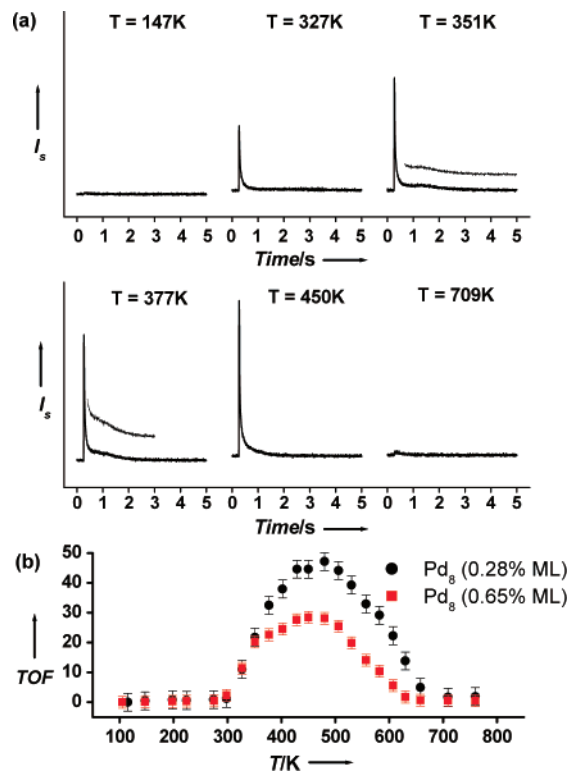 (a)
T = 147K T = 327K T = 351K
I_s
0 1 2 3 4 5 0 1 2 3 4 5 0 1 2 3 4 5
Time/s
T = 377K T = 450K T = 709K
I_s
0 1 2 3 4 5 0 1 2 3 4 5 0 1 2 3 4 5
Time/s
(b)
50
40
30
20
10
0
TOF
Pd₈ (0.28% ML)
Pd₈ (0.65% ML)
100 200 300 400 500 600 700 800
T/K